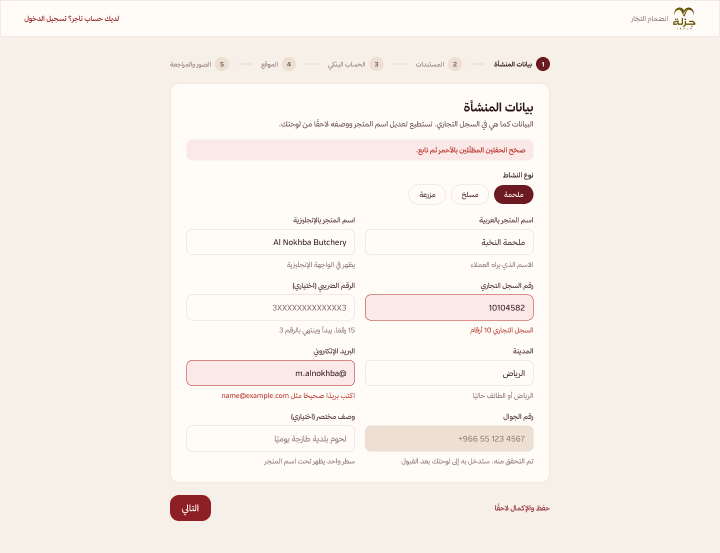 جزلة
JAZLA
انضمام التجار
لديك حساب تاجر؟ تسجيل الدخول
1 بيانات المنشأة
2 المستندات
3 الحساب البنكي
4 الموقع
5 الصور والمراجعة
بيانات المنشأة
البيانات كما هي في السجل التجاري. تستطيع تعديل اسم المتجر ووصفه لاحقًا من لوحتك.
صحّح الحقلين المظلّلين بالأحمر ثم تابع.
نوع النشاط
ملحمة
مسلخ
مزرعة
اسم المتجر بالعربية
ملحمة النخبة
الاسم الذي يراه العملاء
اسم المتجر بالإنجليزية
Al Nokhba Butchery
يظهر في الواجهة الإنجليزية
رقم السجل التجاري
10104582
السجل التجاري 10 أرقام
الرقم الضريبي (اختياري)
3XXXXXXXXXXXXX3
15 رقمًا، يبدأ وينتهي بالرقم 3
المدينة
الرياض
الرياض أو الطائف حاليًا
البريد الإلكتروني
m.alnokhba@
اكتب بريدًا صحيحًا مثل name@example.com
رقم الجوال
+966 55 123 4567
تم التحقق منه. ستدخل به إلى لوحتك بعد القبول
وصف مختصر (اختياري)
لحوم بلدية طازجة يوميًا
سطر واحد يظهر تحت اسم المتجر
حفظ والإكمال لاحقًا
التالي